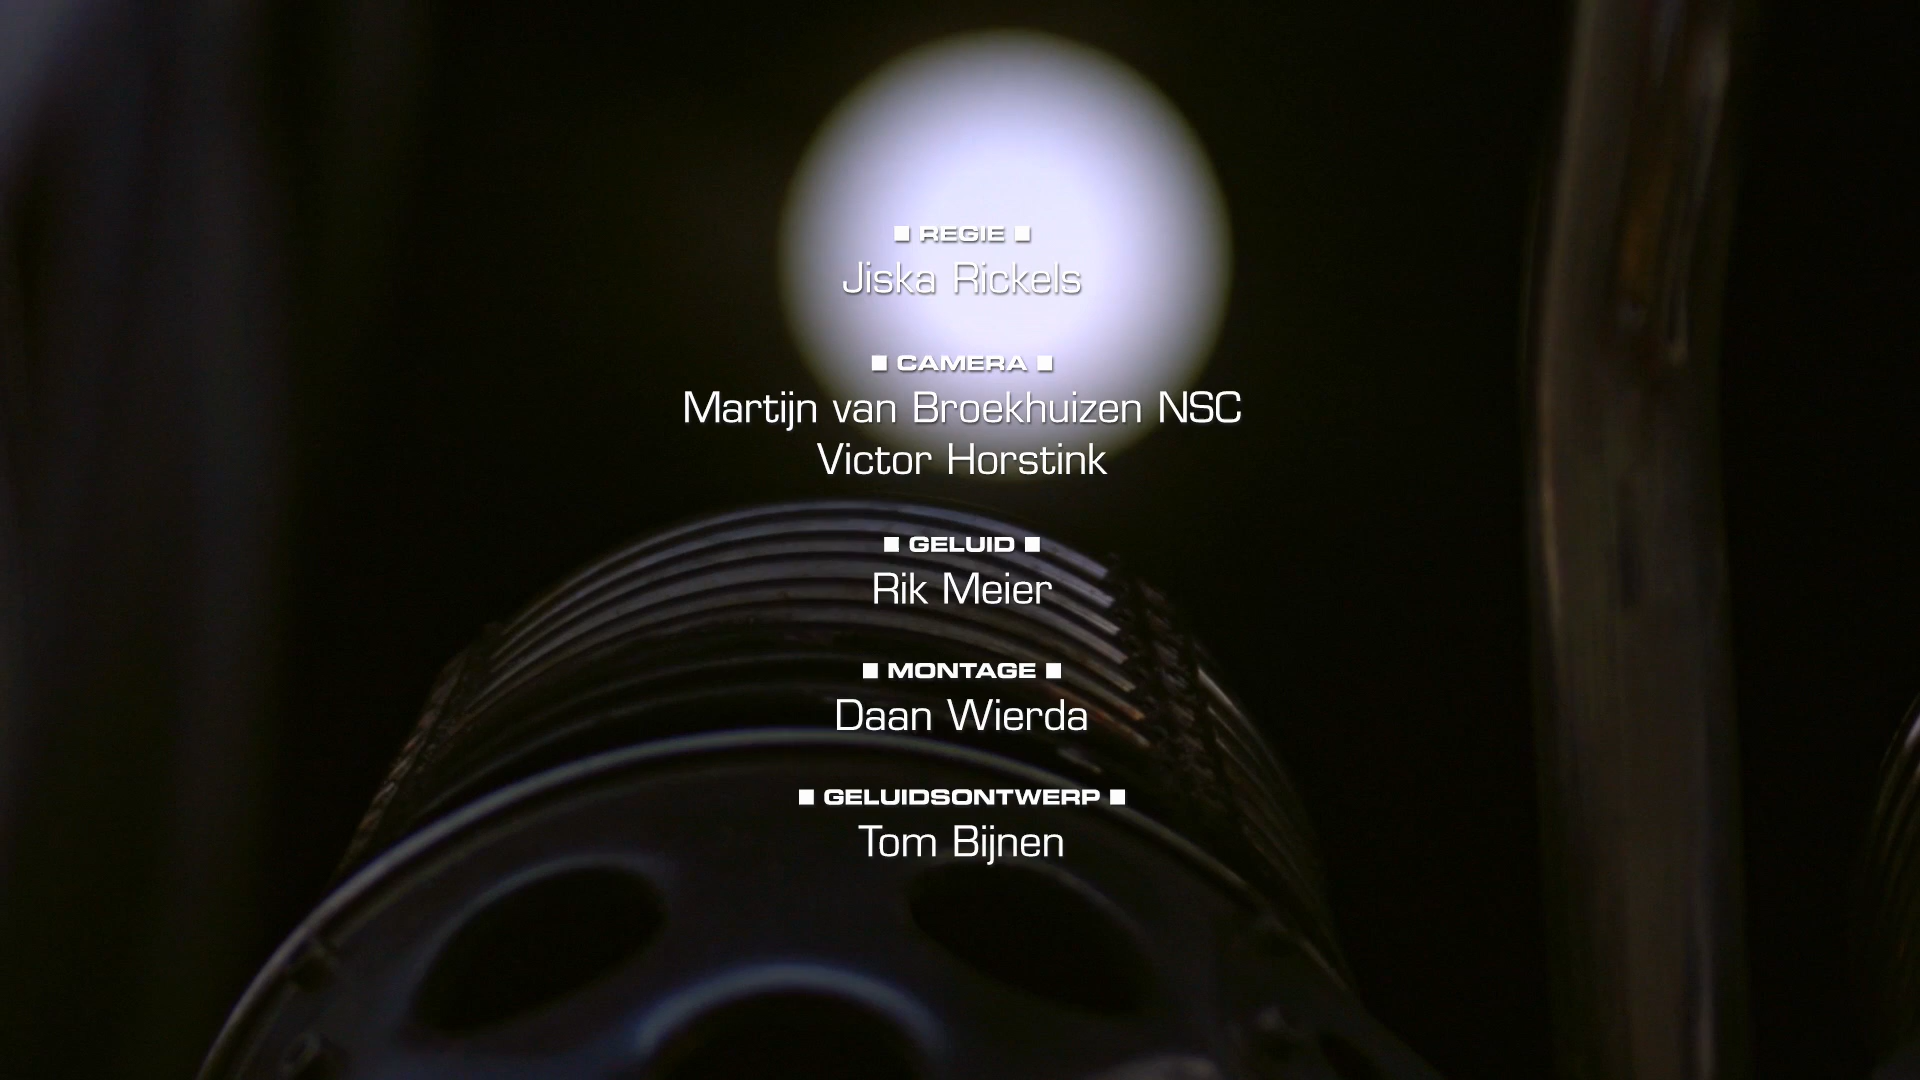 ■ REGIE ■
Jiska Rickels
■ CAMERA ■
Martijn van Broekhuizen NSC
Victor Horstink
■ GELUID ■
Rik Meier
■ MONTAGE ■
Daan Wierda
■ GELUIDSONTWERP ■
Tom Bijnen